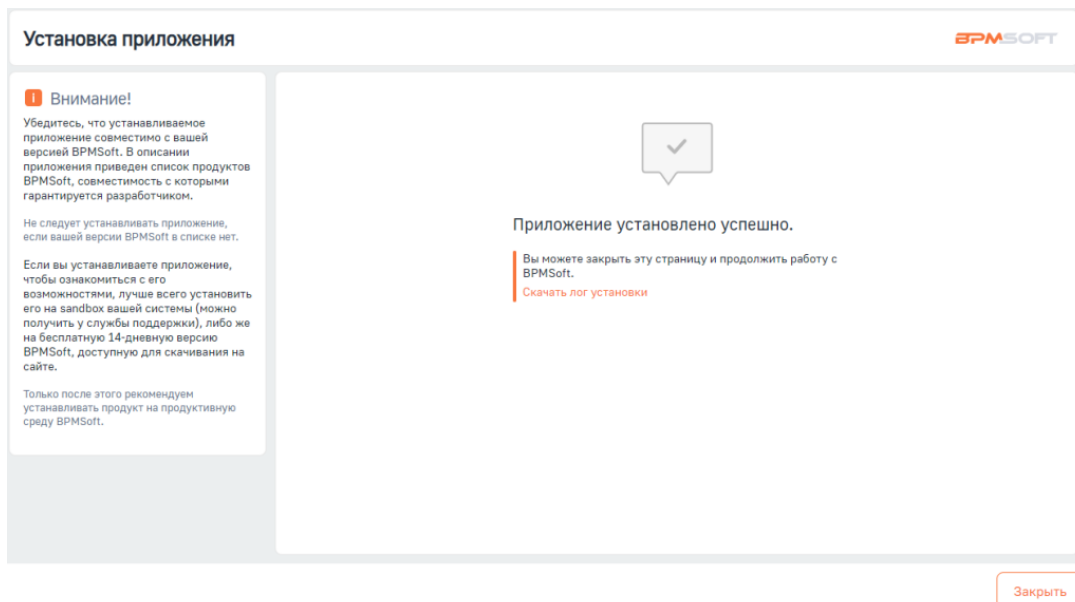 Установка приложения
BPMSOFT
Внимание!
Убедитесь, что устанавливаемое
приложение совместимо с вашей
версией BPMSoft. В описании
приложения приведен список продуктов
BPMSoft, совместимость с которыми
гарантируется разработчиком.
Не следует устанавливать приложение,
если вашей версии BPMSoft в списке нет.
Если вы устанавливаете приложение,
чтобы ознакомиться с его
возможностями, лучше всего установить
его на sandbox вашей системы (можно
получить у службы поддержки), либо же
на бесплатную 14-дневную версию
BPMSoft, доступную для скачивания на
сайте.
Только после этого рекомендуем
устанавливать продукт на продуктивную
среду BPMSoft.
Приложение установлено успешно.
Вы можете закрыть эту страницу и продолжить работу с
BPMSoft.
Скачать лог установки
Закрыть